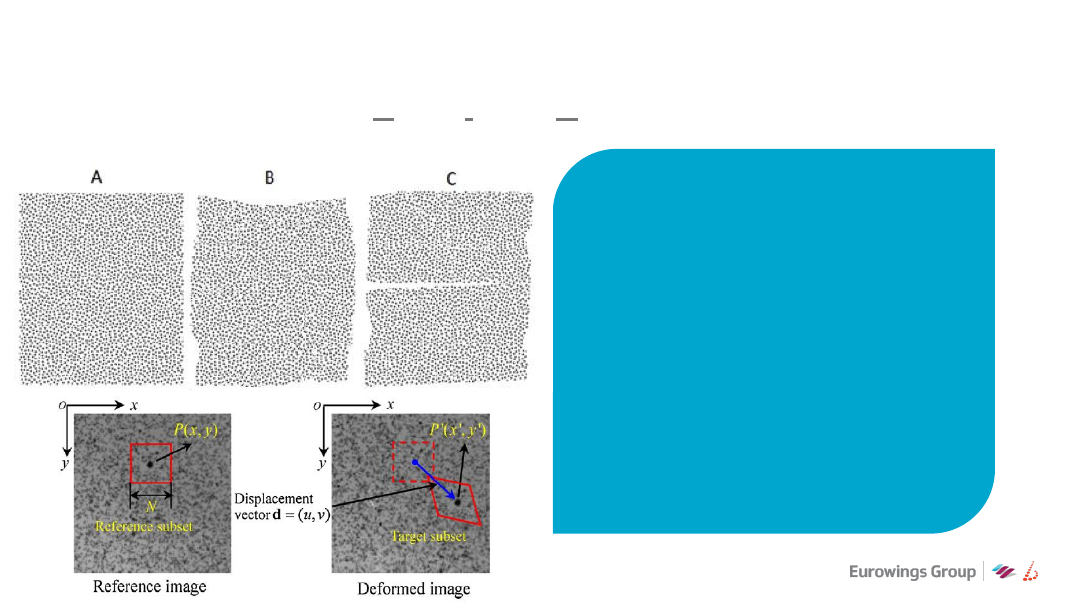 A B C
o x
y
P(x, y)
N
Reference subset
Reference image
Displacement
vector d = (u, v)
o x
y
P'(x', y')
Target subset
Deformed image
Eurowings Group